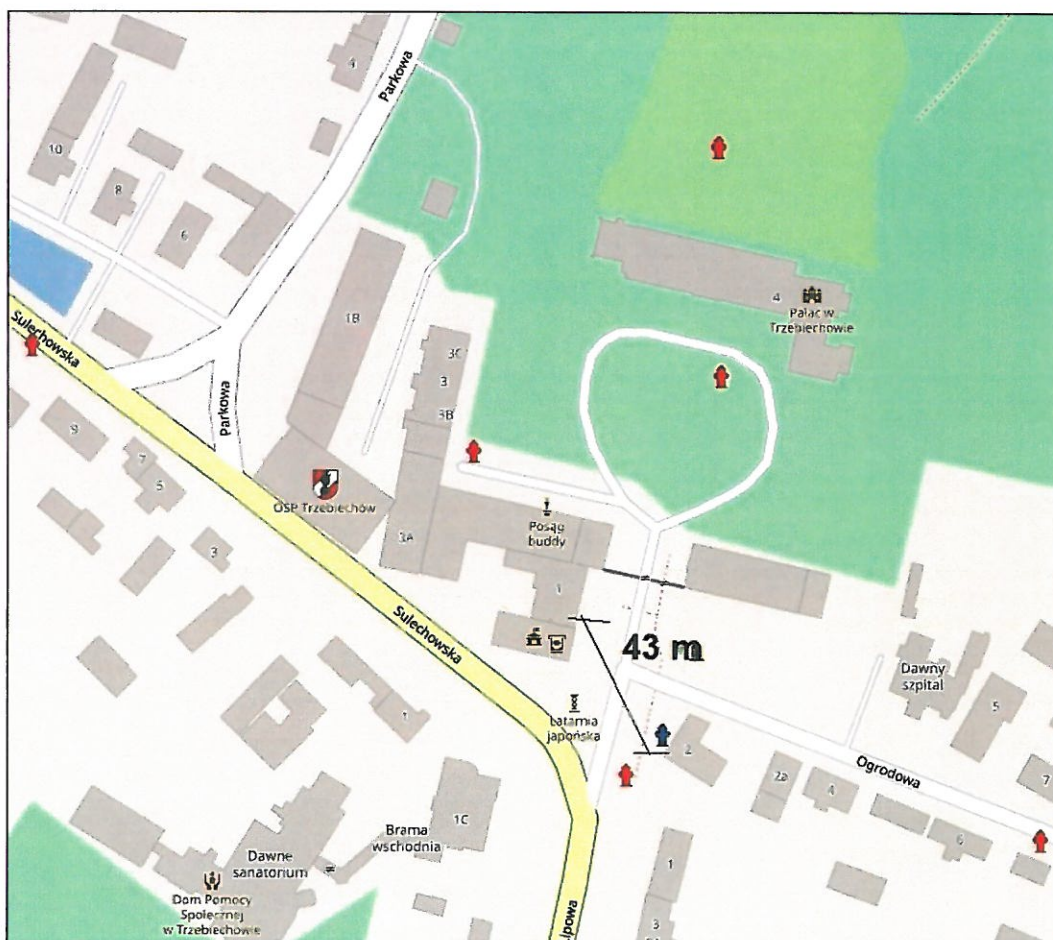 Parkowa
4
10
8
6
4
Pałac w
Trzebiechowie
Sulechowska
1B
3C
3
3B
Parkowa
9
7
5
OSP Trzebiechów
Posąg
buddy
3A
3
1
43 m
Sulechowska
Dawny
szpital
5
Latarnia
japońska
1
2
Ogrodowa
2a
4
7
6
1C
Brama
wschodnia
Dawne
sanatorium
1
Dom Pomocy
Społecznej
w Trzebiechowie
3